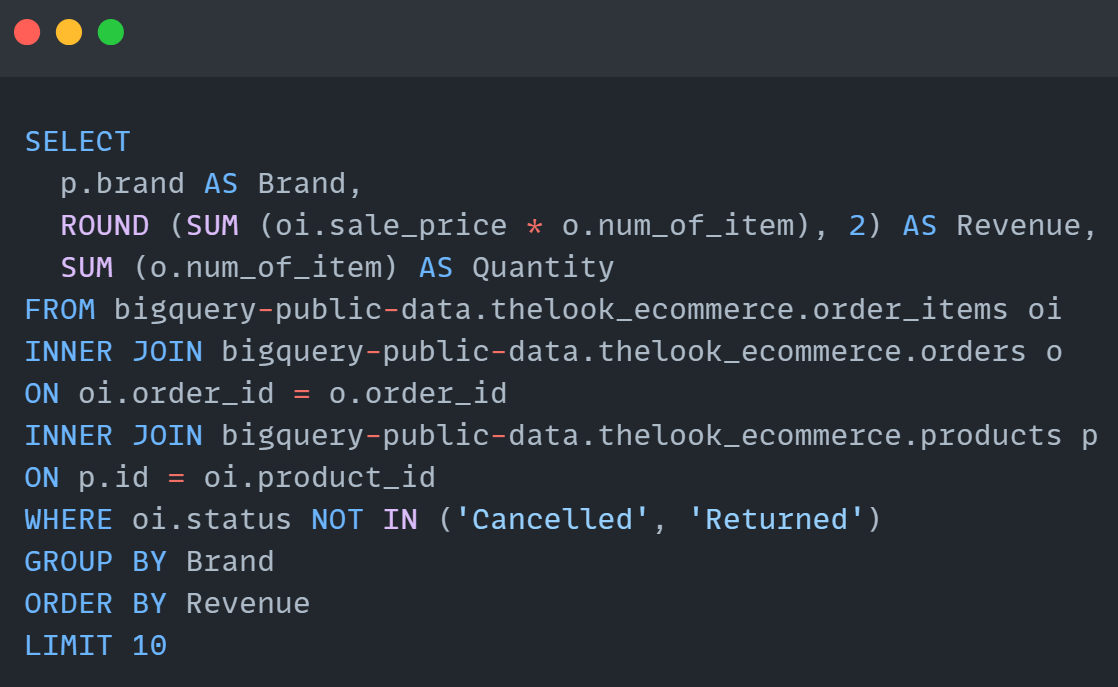 SELECT
  p.brand AS Brand,
  ROUND (SUM (oi.sale_price * o.num_of_item), 2) AS Revenue,
  SUM (o.num_of_item) AS Quantity
FROM bigquery-public-data.thelook_ecommerce.order_items oi
INNER JOIN bigquery-public-data.thelook_ecommerce.orders o
ON oi.order_id = o.order_id
INNER JOIN bigquery-public-data.thelook_ecommerce.products p
ON p.id = oi.product_id
WHERE oi.status NOT IN ('Cancelled', 'Returned')
GROUP BY Brand
ORDER BY Revenue
LIMIT 10